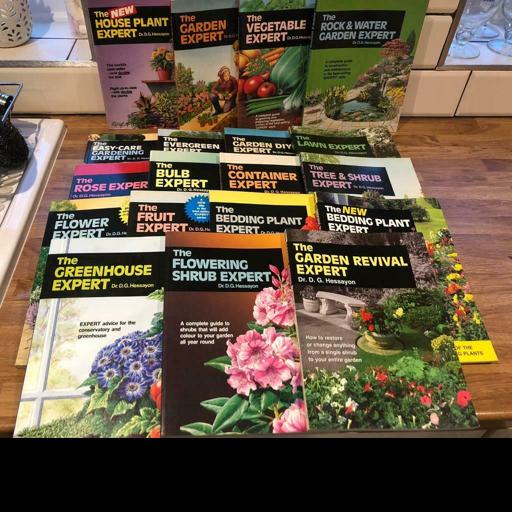 The NEW
HOUSE PLANT
EXPERT
Dr. D.G. Hessayon
The
GARDEN
EXPERT
Dr. D.G.
The
VEGETABLE
EXPERT
The
ROCK & WATER
GARDEN EXPERT
Dr. D.G. Hessayon
The
EASY-CARE
GARDENING
EXPERT
The
EVERGREEN
EXPERT
The
GARDEN DIY
EXPERT
The
LAWN EXPERT
The
ROSE EXPERT
The
BULB
EXPERT
The
CONTAINER
EXPERT
The
TREE & SHRUB
EXPERT
The
FLOWER
EXPERT
The
FRUIT
EXPERT
The
BEDDING PLANT
EXPERT
The NEW
BEDDING PLANT
EXPERT
The
GREENHOUSE
EXPERT
Dr. D.G. Hessayon
EXPERT advice for the
conservatory and
greenhouse
The
FLOWERING
SHRUB EXPERT
Dr. D.G. Hessayon
A complete guide to
shrubs that will add
colour to your garden
all year round
The
GARDEN REVIVAL
EXPERT
Dr. D. G. Hessayon
How to restore
or change anything
from a single shrub
to your entire garden
OF THE
G PLANTS